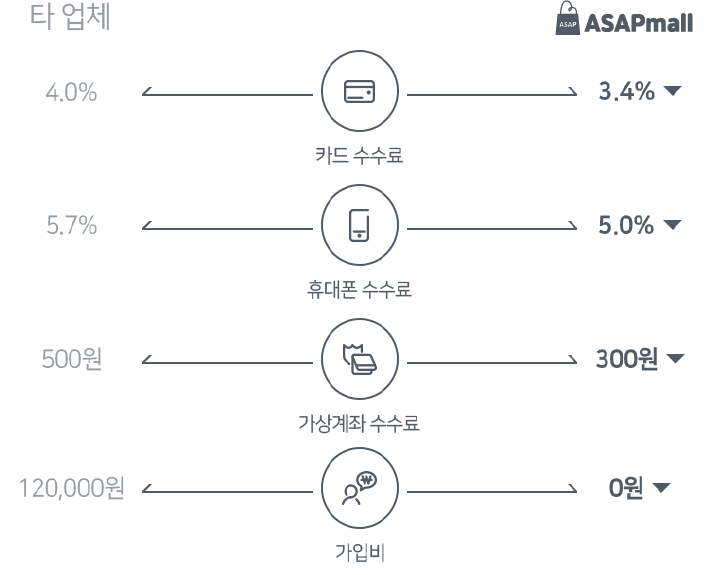 타 업체
ASAP ASAPmall
4.0%
3.4%
카드 수수료
5.7%
5.0%
휴대폰 수수료
500원
300원
가상계좌 수수료
120,000원
₩
0원
가입비